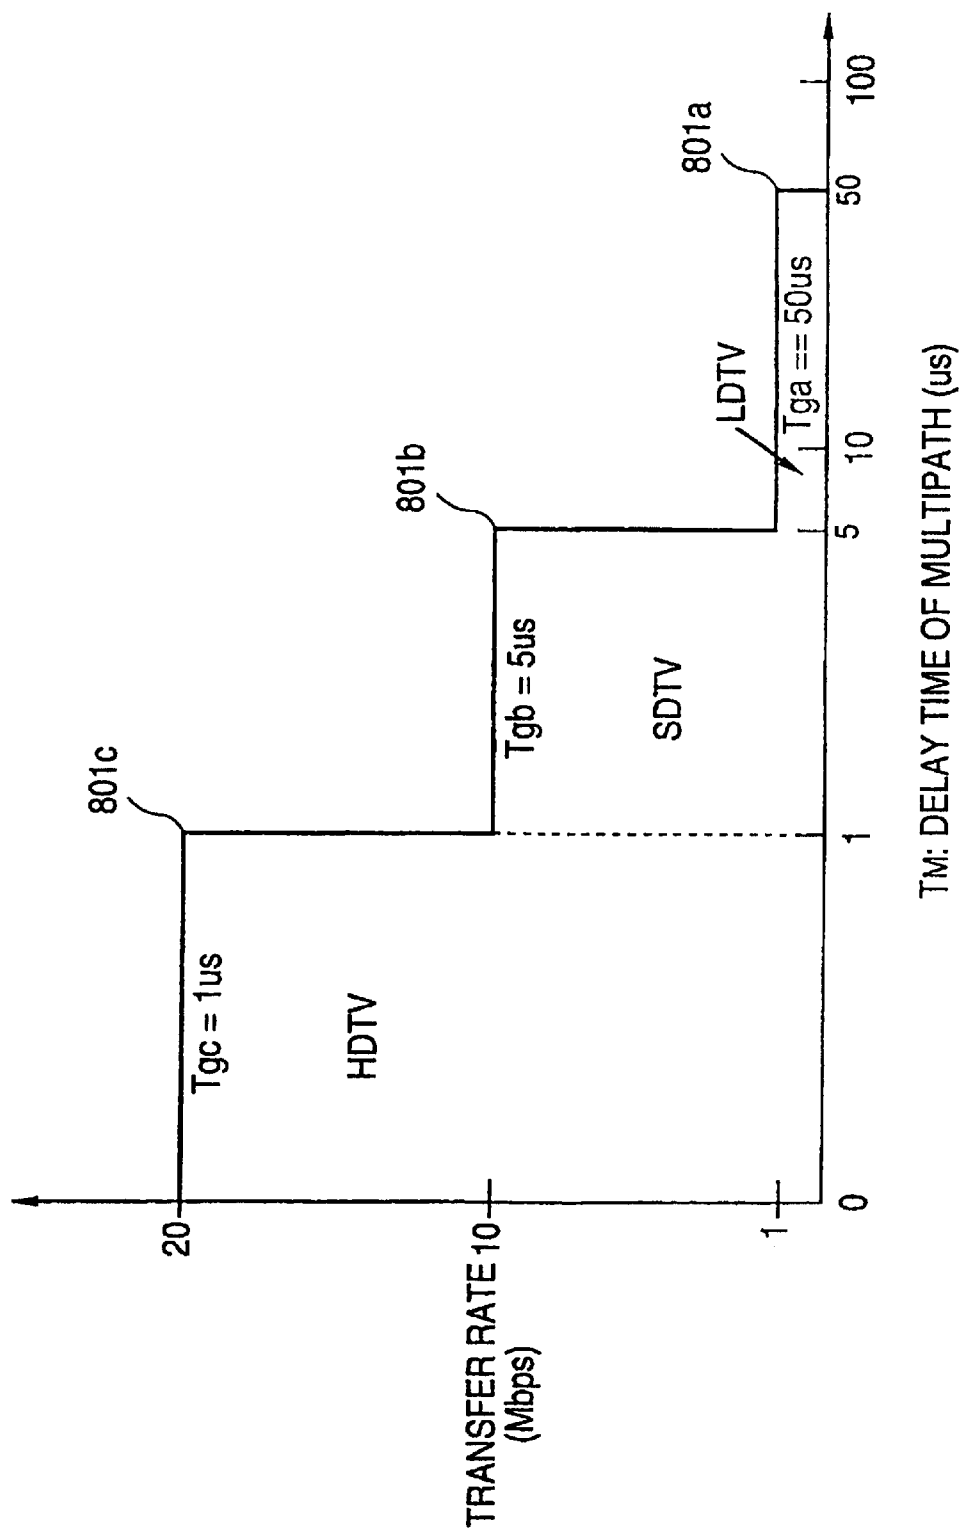 TRANSFER RATE
(Mbps)
20
10
1
0
1
5
10
50
100
801c
Tgc = 1us
HDTV
801b
Tgb = 5us
SDTV
801a
LDTV
Tga == 50us
TM: DELAY TIME OF MULTIPATH (us)